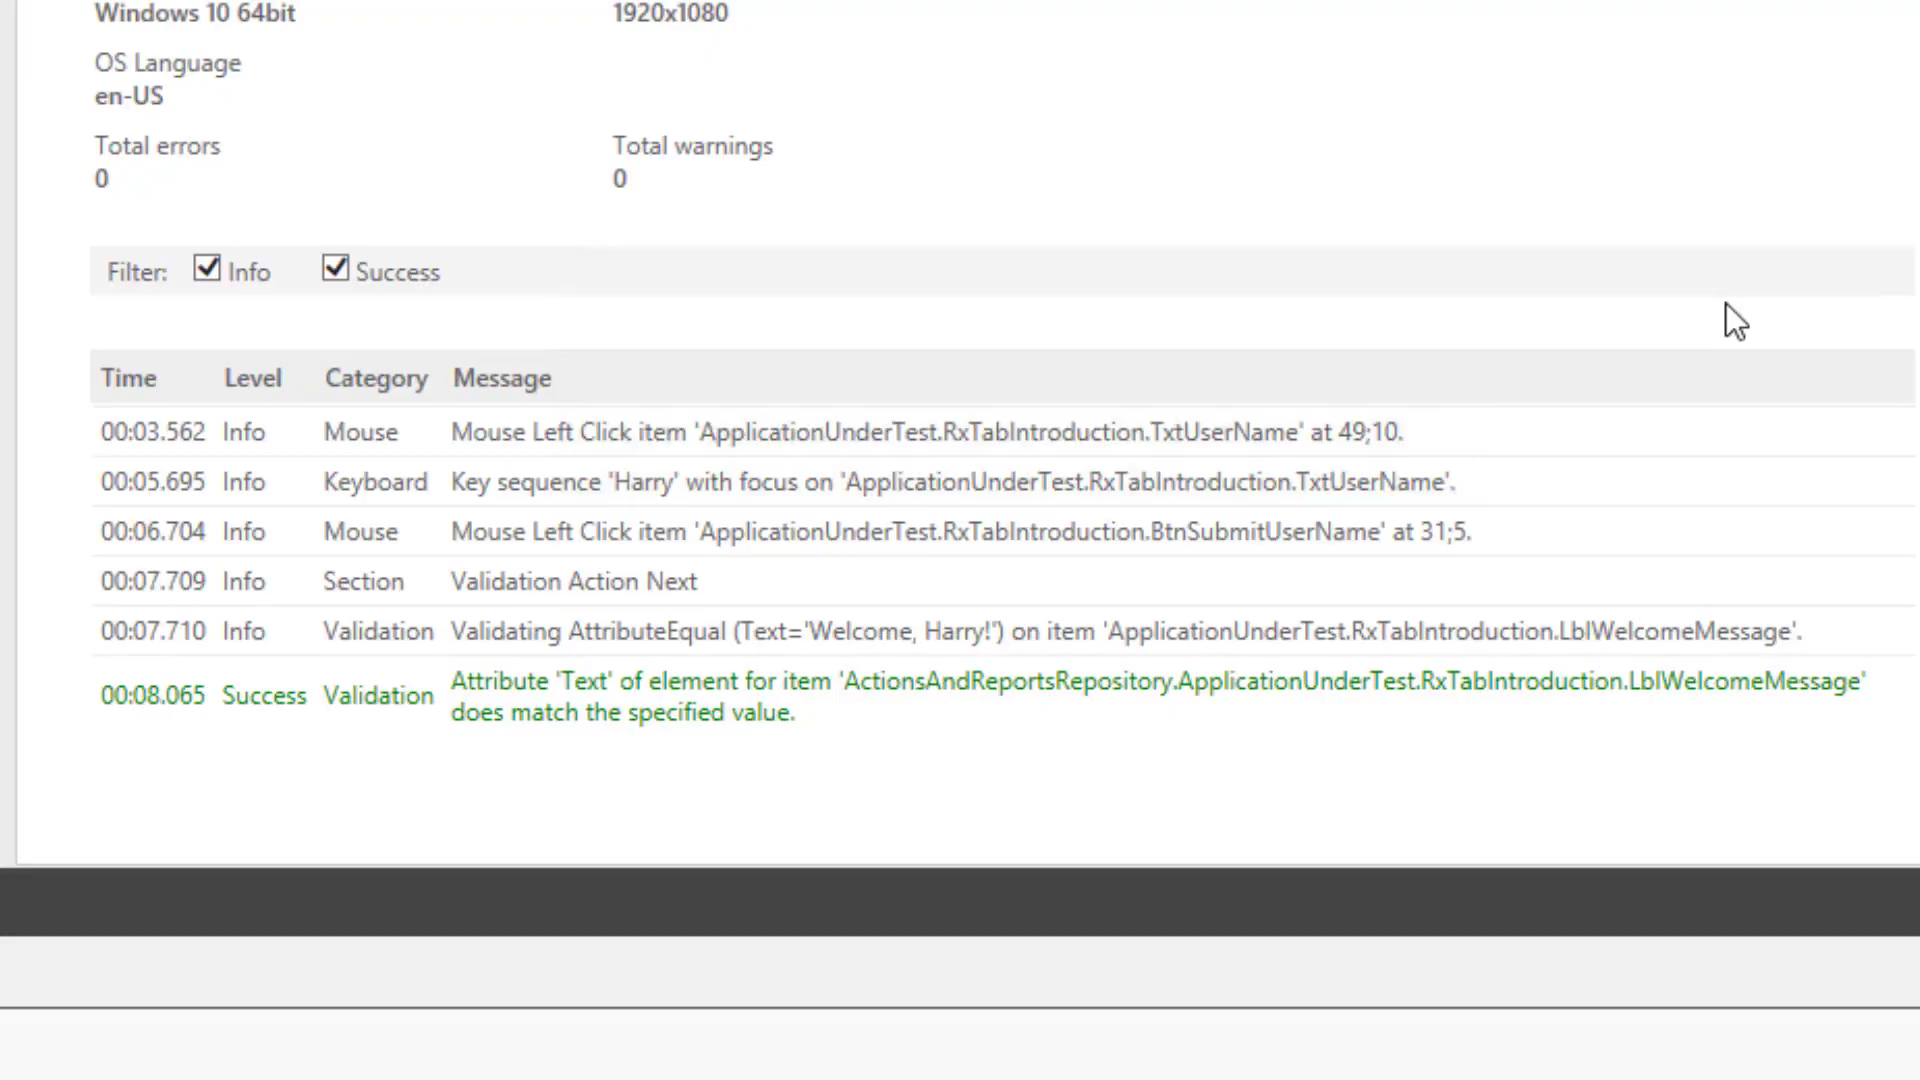 Windows 10 64bit 1920x1080
OS Language
en-US
Total errors Total warnings
0 0
Filter: Info Success
Time Level Category Message
00:03.562 Info Mouse Mouse Left Click item 'ApplicationUnderTest.RxTabIntroduction.TxtUserName' at 49;10.
00:05.695 Info Keyboard Key sequence 'Harry' with focus on 'ApplicationUnderTest.RxTabIntroduction.TxtUserName'.
00:06.704 Info Mouse Mouse Left Click item 'ApplicationUnderTest.RxTabIntroduction.BtnSubmitUserName' at 31;5.
00:07.709 Info Section Validation Action Next
00:07.710 Info Validation Validating AttributeEqual (Text='Welcome, Harry!') on item 'ApplicationUnderTest.RxTabIntroduction.LblWelcomeMessage'.
00:08.065 Success Validation Attribute 'Text' of element for item 'ActionsAndReportsRepository.ApplicationUnderTest.RxTabIntroduction.LblWelcomeMessage'
does match the specified value.